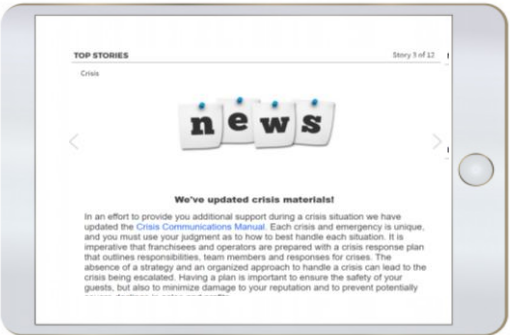 TOP STORIES
Story 3 of 12
Crisis
news
We've updated crisis materials!
In an effort to provide you additional support during a crisis situation we have
updated the Crisis Communications Manual. Each crisis and emergency is unique,
and you must use your judgment as to how to best handle each situation. It is
imperative that franchisees and operators are prepared with a crisis response plan
that outlines responsibilities, team members and responses for crises. The
absence of a strategy and an organized approach to handle a crisis can lead to the
crisis being escalated. Having a plan is important to ensure the safety of your
guests, but also to minimize damage to your reputation and to prevent potentially